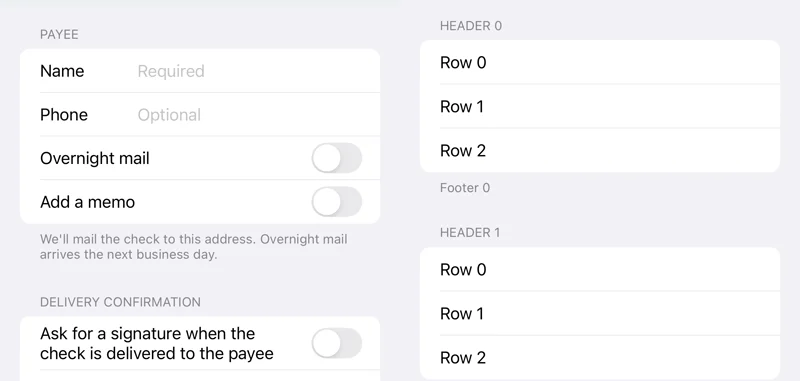 PAYEE
Name Required
Phone Optional
Overnight mail
Add a memo
We'll mail the check to this address. Overnight mail
arrives the next business day.
DELIVERY CONFIRMATION
Ask for a signature when the
check is delivered to the payee
HEADER 0
Row 0
Row 1
Row 2
Footer 0
HEADER 1
Row 0
Row 1
Row 2